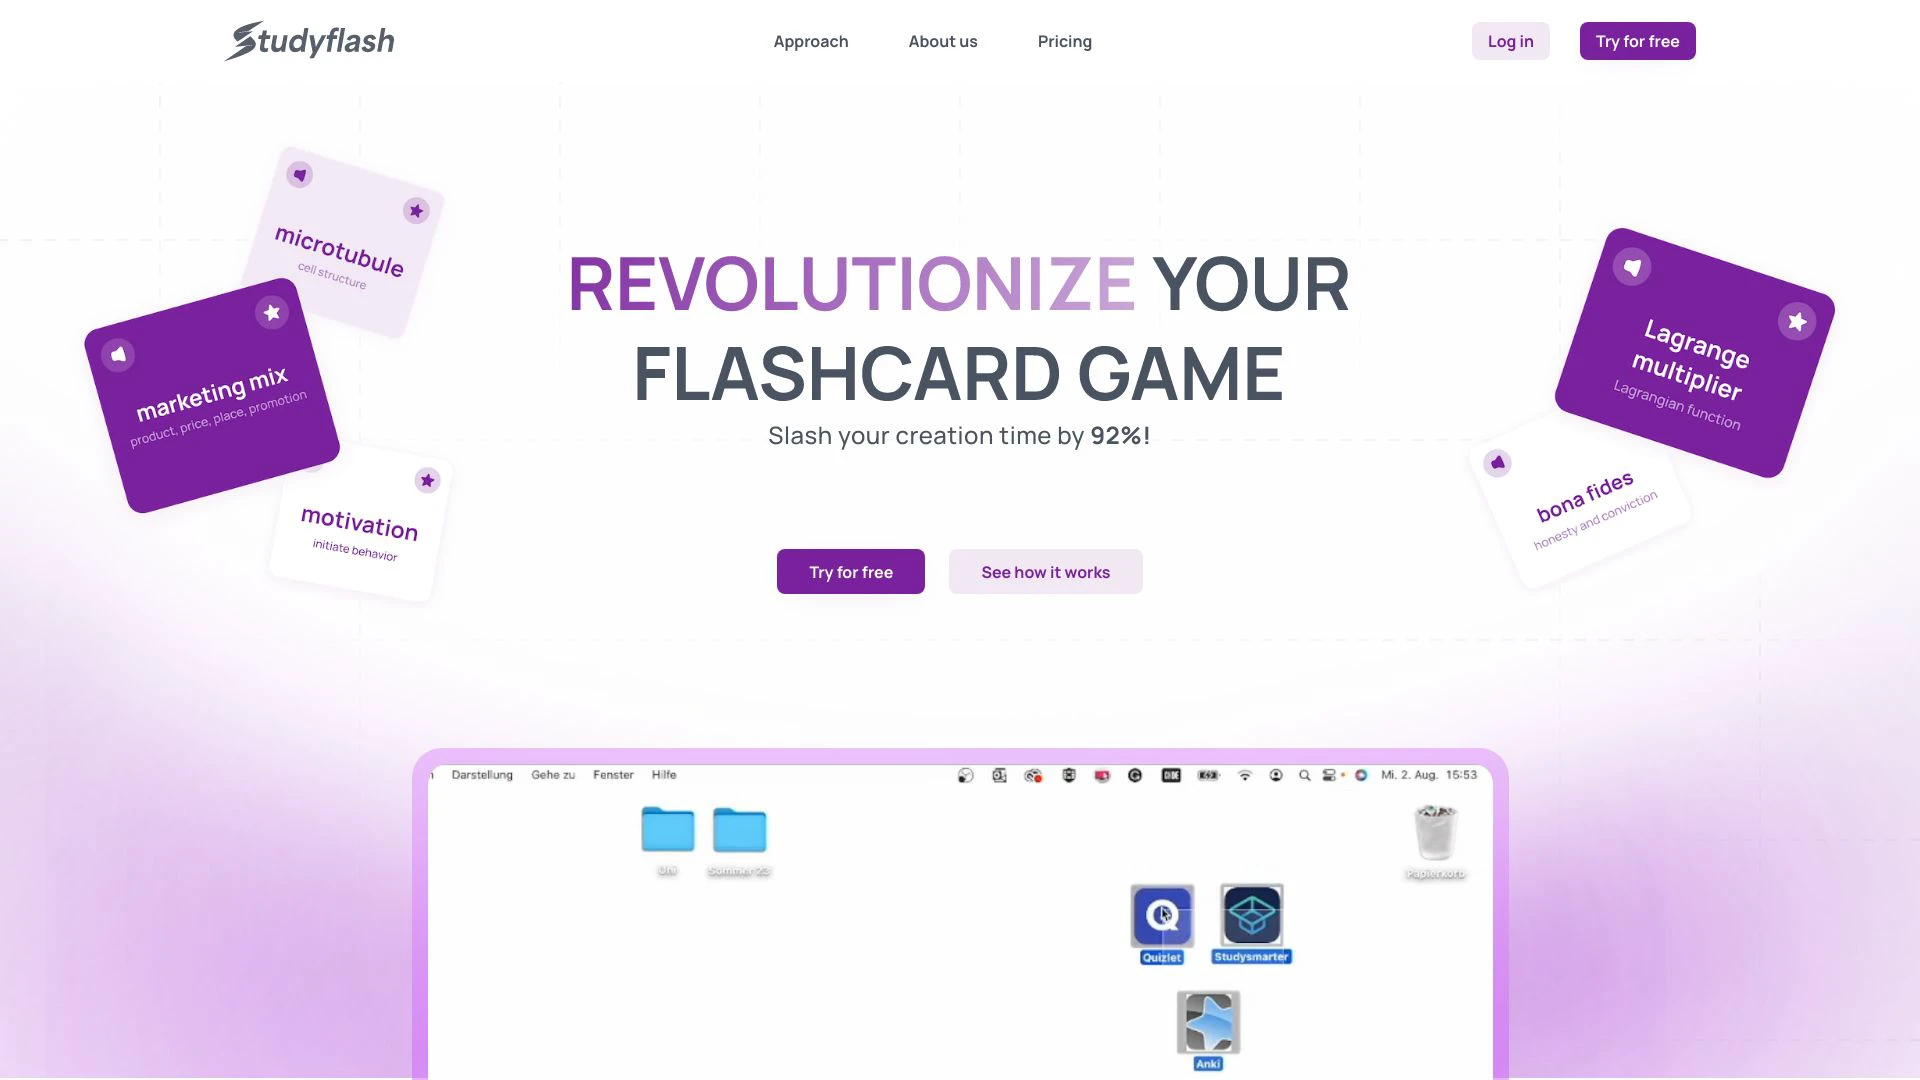 Studyflash
Approach
About us
Pricing
Log in
Try for free
microtubule
cell structure
marketing mix
product, price, place, promotion
motivation
initiate behavior
REVOLUTIONIZE YOUR
FLASHCARD GAME
Slash your creation time by 92%!
Try for free
See how it works
Lagrange
multiplier
Lagrangian function
bona fides
honesty and conviction
Darstellung
Gehe zu
Fenster
Hilfe
Mi. 2. Aug. 15:53
Uni
Sommer 23
Papierkorb
Quizlet
Studysmarter
Anki